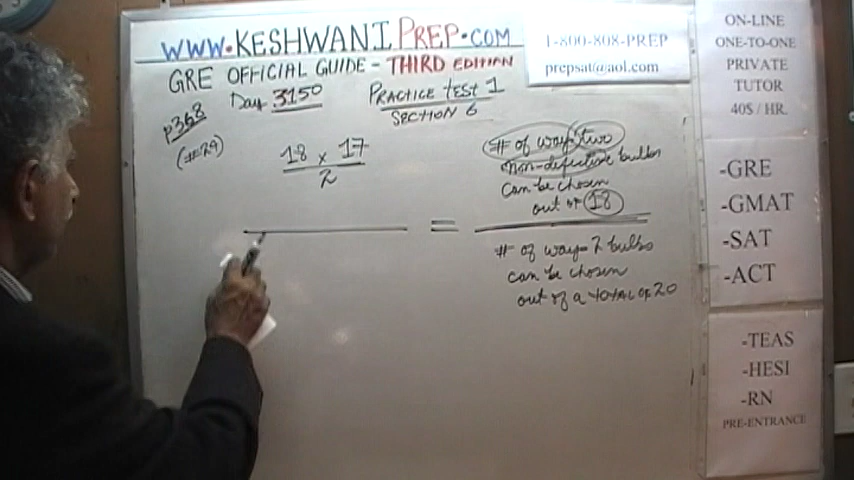 WWW.KESHWANIPREP.COM
GRE OFFICIAL GUIDE - THIRD EDITION
Day 3150
PRACTICE TEST 1
SECTION 6
p368
(#29)
18 x 17
2
=
# of ways two
non-defective bulbs
can be chosen
out of 18
# of ways 2 bulbs
can be chosen
out of a TOTAL of 20
1-800-808-PREP
prepsat@aol.com
ON-LINE
ONE-TO-ONE
PRIVATE
TUTOR
40$ / HR.
-GRE
-GMAT
-SAT
-ACT
-TEAS
-HESI
-RN
PRE-ENTRANCE